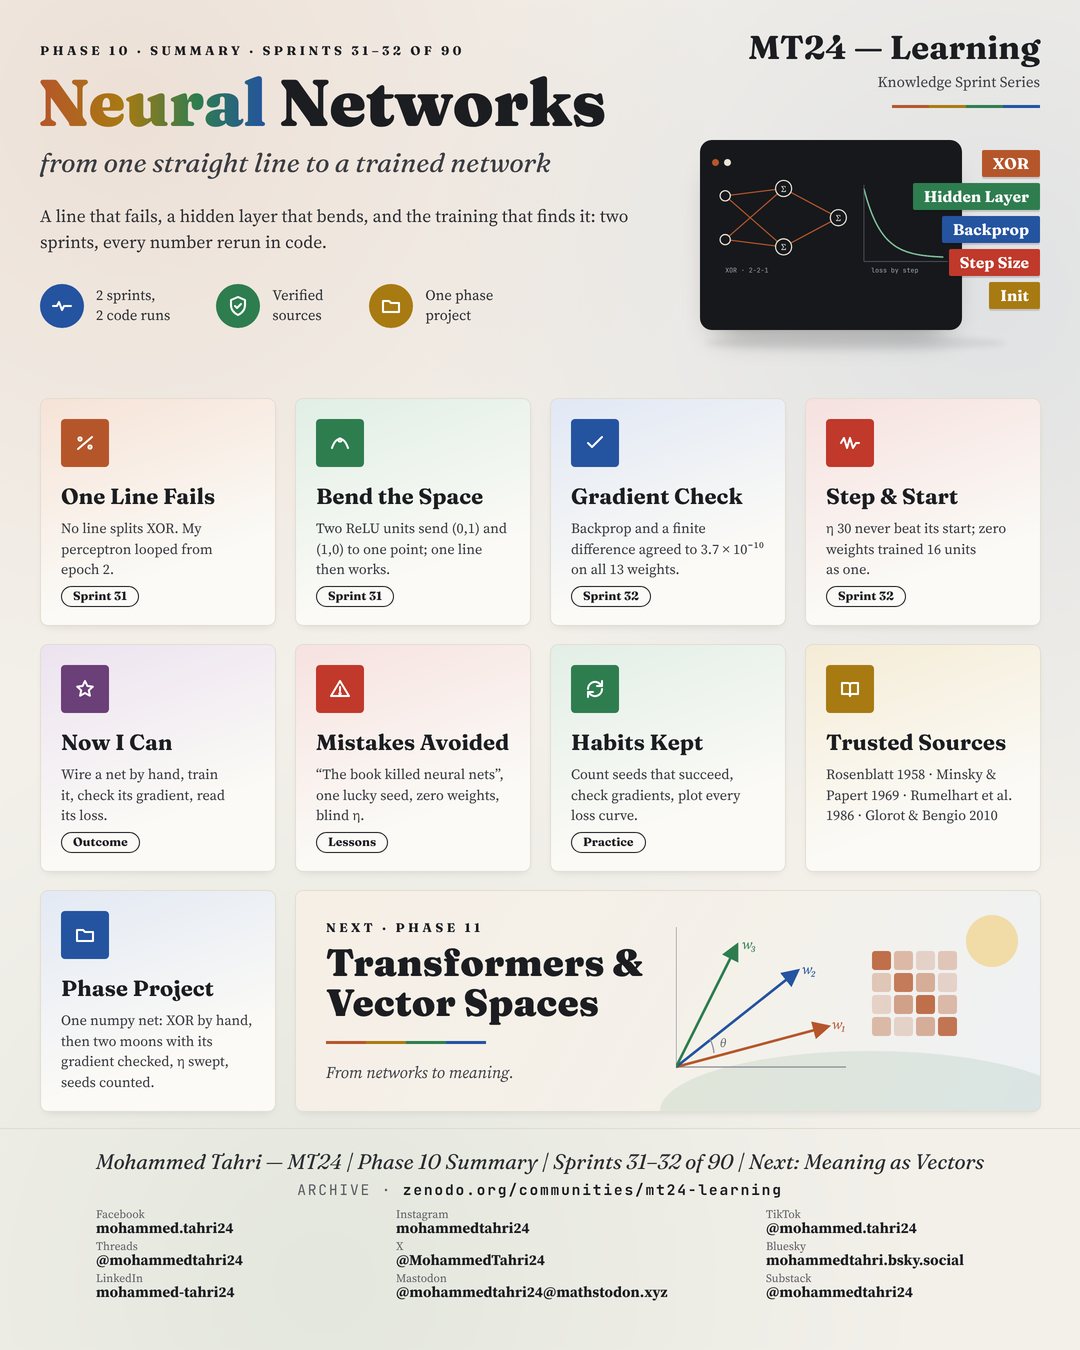 PHASE 10 · SUMMARY · SPRINTS 31–32 OF 90
MT24 — Learning
Knowledge Sprint Series
Neural Networks
from one straight line to a trained network
A line that fails, a hidden layer that bends, and the training that finds it: two
sprints, every number rerun in code.
2 sprints,
2 code runs
Verified
sources
One phase
project
Σ
Σ
Σ
XOR · 2-2-1
loss by step
XOR
Hidden Layer
Backprop
Step Size
Init
One Line Fails
No line splits XOR. My
perceptron looped from
epoch 2.
Sprint 31
Bend the Space
Two ReLU units send (0,1) and
(1,0) to one point; one line
then works.
Sprint 31
Gradient Check
Backprop and a finite
difference agreed to 3.7 × 10⁻¹⁰
on all 13 weights.
Sprint 32
Step & Start
η 30 never beat its start; zero
weights trained 16 units
as one.
Sprint 32
Now I Can
Wire a net by hand, train
it, check its gradient, read
its loss.
Outcome
Mistakes Avoided
“The book killed neural nets”,
one lucky seed, zero weights,
blind η.
Lessons
Habits Kept
Count seeds that succeed,
check gradients, plot every
loss curve.
Practice
Trusted Sources
Rosenblatt 1958 · Minsky &
Papert 1969 · Rumelhart et al.
1986 · Glorot & Bengio 2010
Phase Project
One numpy net: XOR by hand,
then two moons with its
gradient checked, η swept,
seeds counted.
NEXT · PHASE 11
Transformers &
Vector Spaces
From networks to meaning.
w₃
w₂
w₁
θ
Mohammed Tahri — MT24 | Phase 10 Summary | Sprints 31–32 of 90 | Next: Meaning as Vectors
ARCHIVE · zenodo.org/communities/mt24-learning
Facebook
mohammed.tahri24
Instagram
mohammedtahri24
TikTok
@mohammed.tahri24
Threads
@mohammedtahri24
X
@MohammedTahri24
Bluesky
mohammedtahri.bsky.social
LinkedIn
mohammed-tahri24
Mastodon
@mohammedtahri24@mathstodon.xyz
Substack
@mohammedtahri24